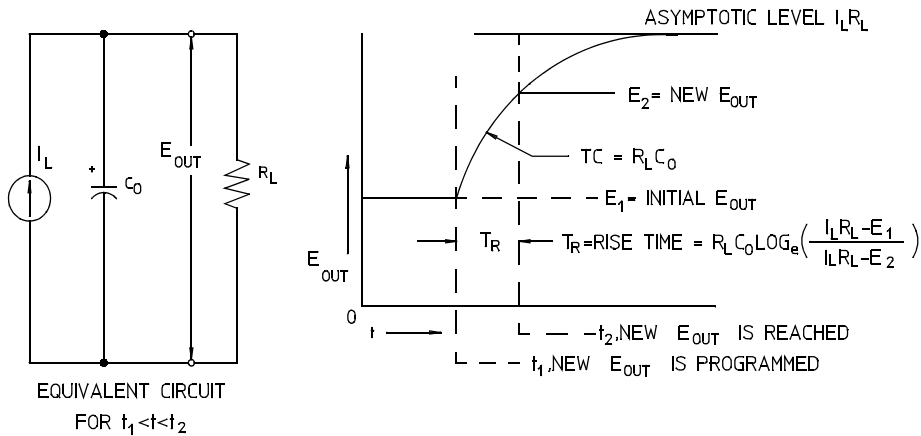 I_L
+
C_O
E_OUT
R_L
EQUIVALENT CIRCUIT
FOR t_1<t<t_2
ASYMPTOTIC LEVEL I_LR_L
E_2= NEW E_OUT
TC = R_LC_O
E_1= INITIAL E_OUT
T_R
T_R=RISE TIME = R_LC_OLOG_e(I_LR_L-E_1/I_LR_L-E_2)
E_OUT
0
t
t_2,NEW E_OUT IS REACHED
t_1,NEW E_OUT IS PROGRAMMED